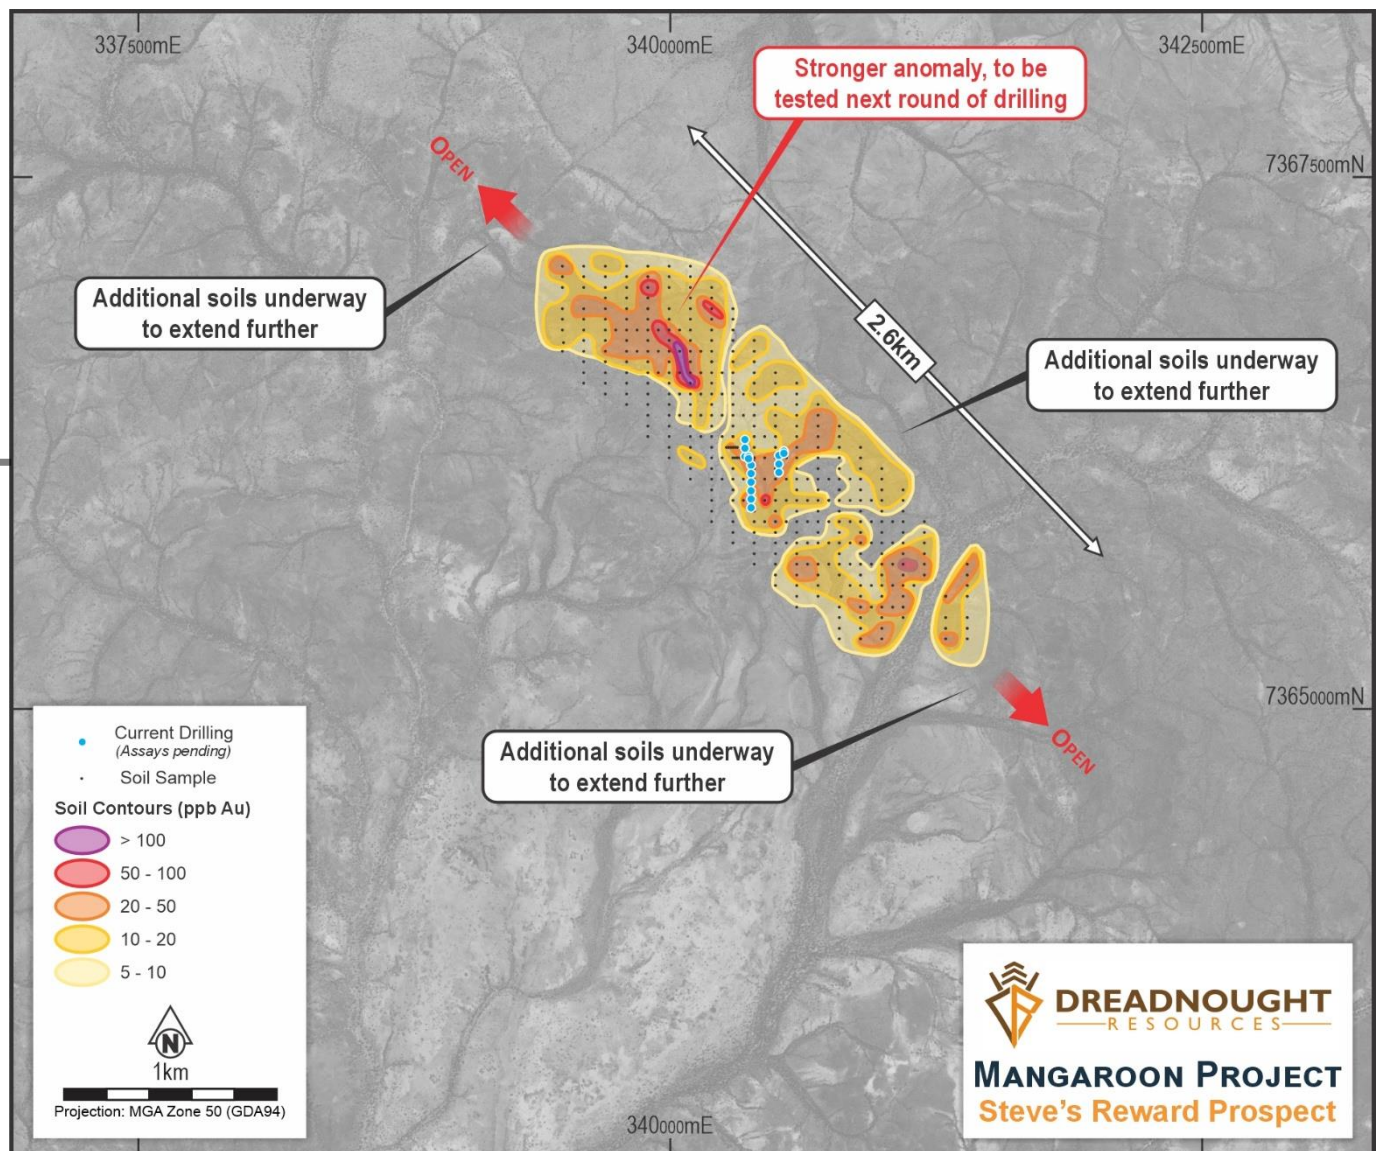 337500mE
340000mE
342500mE
Stronger anomaly, to be
tested next round of drilling
OPEN
7367500mN
Additional soils underway
to extend further
2.6km
Additional soils underway
to extend further
7365000mN
OPEN
Additional soils underway
to extend further
Current Drilling
(Assays pending)
Soil Sample
Soil Contours (ppb Au)
> 100
50 - 100
20 - 50
10 - 20
5 - 10
N
1km
Projection: MGA Zone 50 (GDA94)
340000mE
DREADNOUGHT
RESOURCES
MANGAROON PROJECT
Steve's Reward Prospect